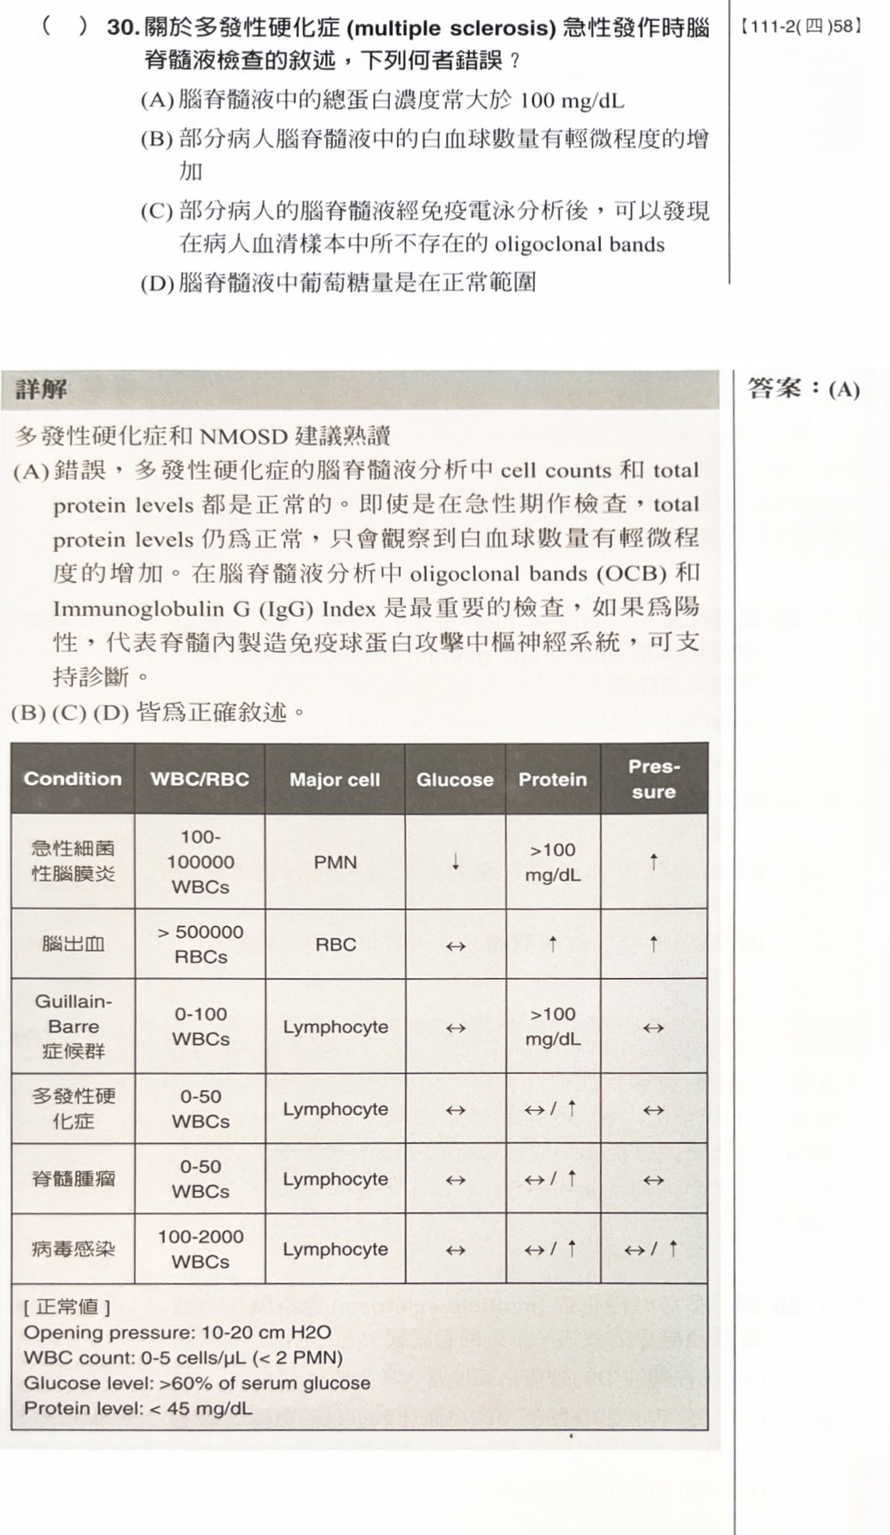 (　) 30. 關於多發性硬化症 (multiple sclerosis) 急性發作時腦
脊髓液檢查的敘述，下列何者錯誤？
【111-2(四)58】
(A) 腦脊髓液中的總蛋白濃度常大於 100 mg/dL
(B) 部分病人腦脊髓液中的白血球數量有輕微程度的增
加
(C) 部分病人的腦脊髓液經免疫電泳分析後，可以發現
在病人血清樣本中所不存在的 oligoclonal bands
(D) 腦脊髓液中葡萄糖量是在正常範圍
詳解
答案：(A)
多發性硬化症和 NMOSD 建議熟讀
(A) 錯誤，多發性硬化症的腦脊髓液分析中 cell counts 和 total
protein levels 都是正常的。即使是在急性期作檢查，total
protein levels 仍為正常，只會觀察到白血球數量有輕微程
度的增加。在腦脊髓液分析中 oligoclonal bands (OCB) 和
Immunoglobulin G (IgG) Index 是最重要的檢查，如果為陽
性，代表脊髓內製造免疫球蛋白攻擊中樞神經系統，可支
持診斷。
(B) (C) (D) 皆為正確敘述。
Condition WBC/RBC Major cell Glucose Protein Pres-
sure
急性細菌
性腦膜炎 100-
100000
WBCs PMN ↓ >100
mg/dL ↑
腦出血 > 500000
RBCs RBC ↔ ↑ ↑
Guillain-
Barre
症候群 0-100
WBCs Lymphocyte ↔ >100
mg/dL ↔
多發性硬
化症 0-50
WBCs Lymphocyte ↔ ↔/ ↑ ↔
脊髓腫瘤 0-50
WBCs Lymphocyte ↔ ↔/ ↑ ↔
病毒感染 100-2000
WBCs Lymphocyte ↔ ↔/ ↑ ↔/ ↑
[ 正常值 ]
Opening pressure: 10-20 cm H2O
WBC count: 0-5 cells/μL (< 2 PMN)
Glucose level: >60% of serum glucose
Protein level: < 45 mg/dL